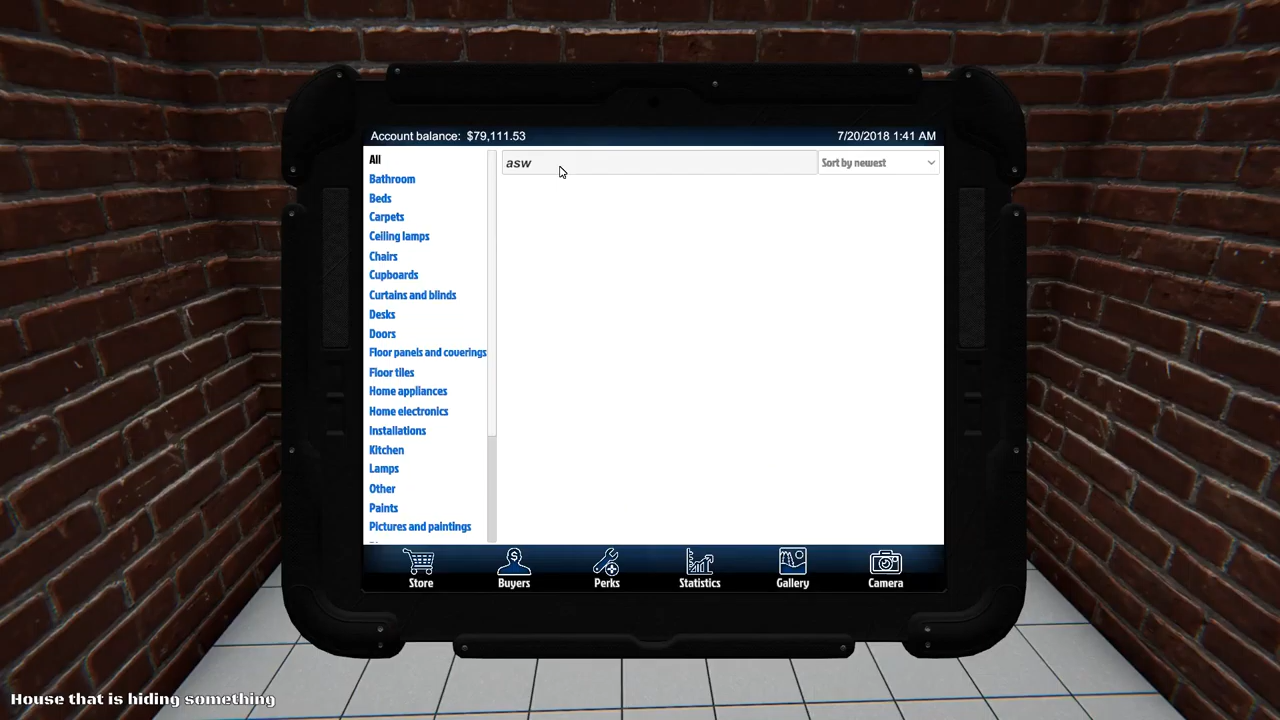 Account balance: $79,111.53 7/20/2018 1:41 AM
All
asw
Sort by newest
Bathroom
Beds
Carpets
Ceiling lamps
Chairs
Cupboards
Curtains and blinds
Desks
Doors
Floor panels and coverings
Floor tiles
Home appliances
Home electronics
Installations
Kitchen
Lamps
Other
Paints
Pictures and paintings
Store Buyers Perks Statistics Gallery Camera
House that is hiding something